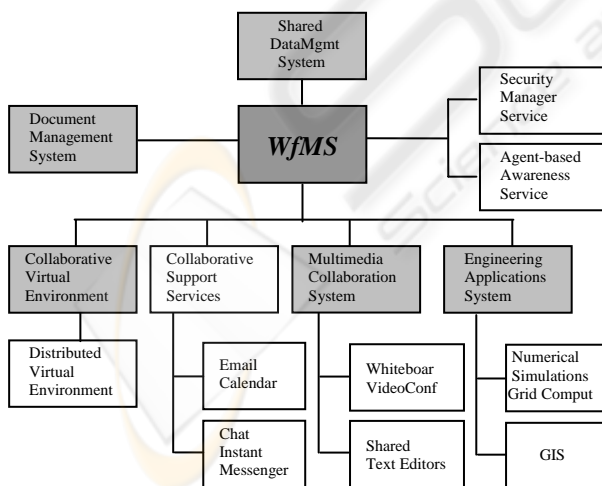 Shared
DataMgmt
System
Security
Manager
Service
Document
Management
System
WfMS
Agent-based
Awareness
Service
Collaborative
Virtual
Environment
Collaborative
Support
Services
Multimedia
Collaboration
System
Engineering
Applications
System
Distributed
Virtual
Environment
Email
Calendar
Whiteboar
VideoConf
Numerical
Simulations
Grid Comput
Chat
Instant
Messenger
Shared
Text Editors
GIS